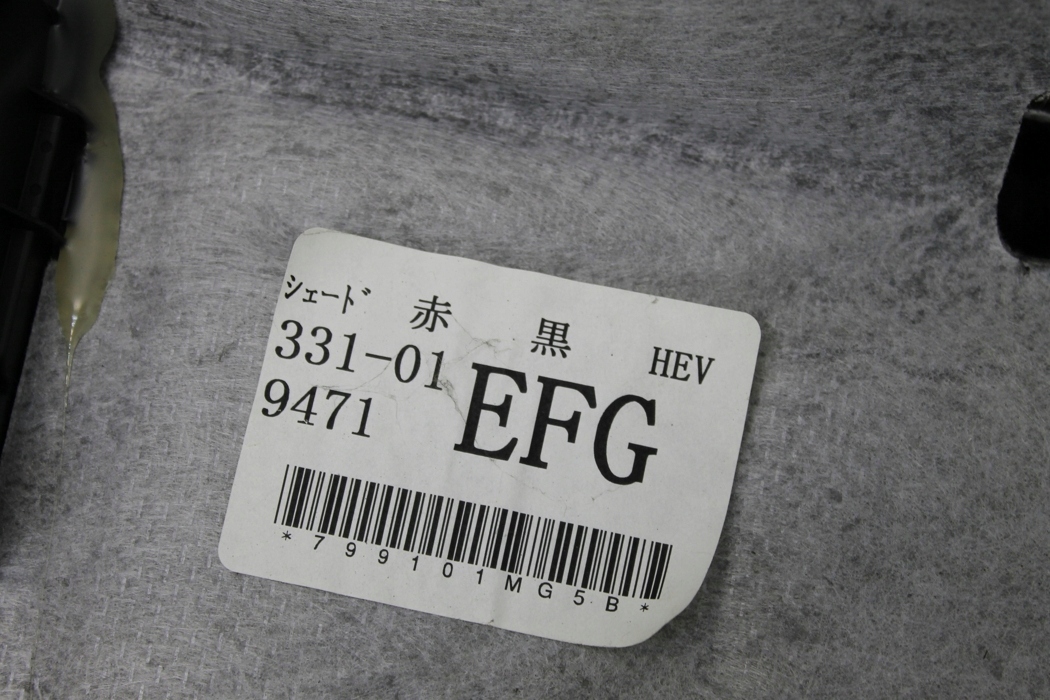 ｼｪｰﾄﾞ 赤 黒 HEV
331-01 EFG
9471
*799101MG5B*